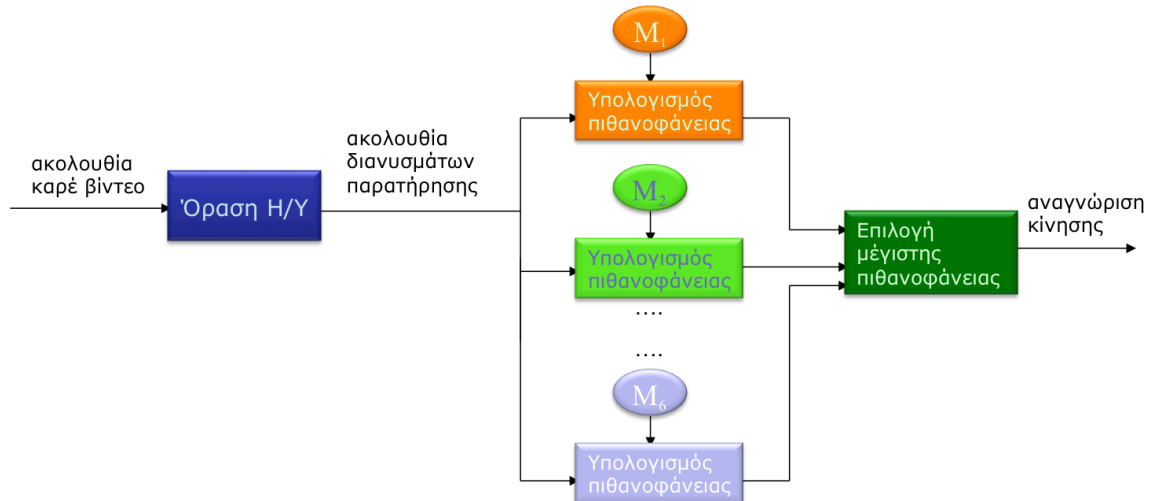 ακολουθία
καρέ βίντεο
Όραση Η/Υ
ακολουθία
διανυσμάτων
παρατήρησης
M1
Υπολογισμός
πιθανοφάνειας
M2
Υπολογισμός
πιθανοφάνειας
....
....
M6
Υπολογισμός
πιθανοφάνειας
Επιλογή
μέγιστης
πιθανοφάνειας
αναγνώριση
κίνησης